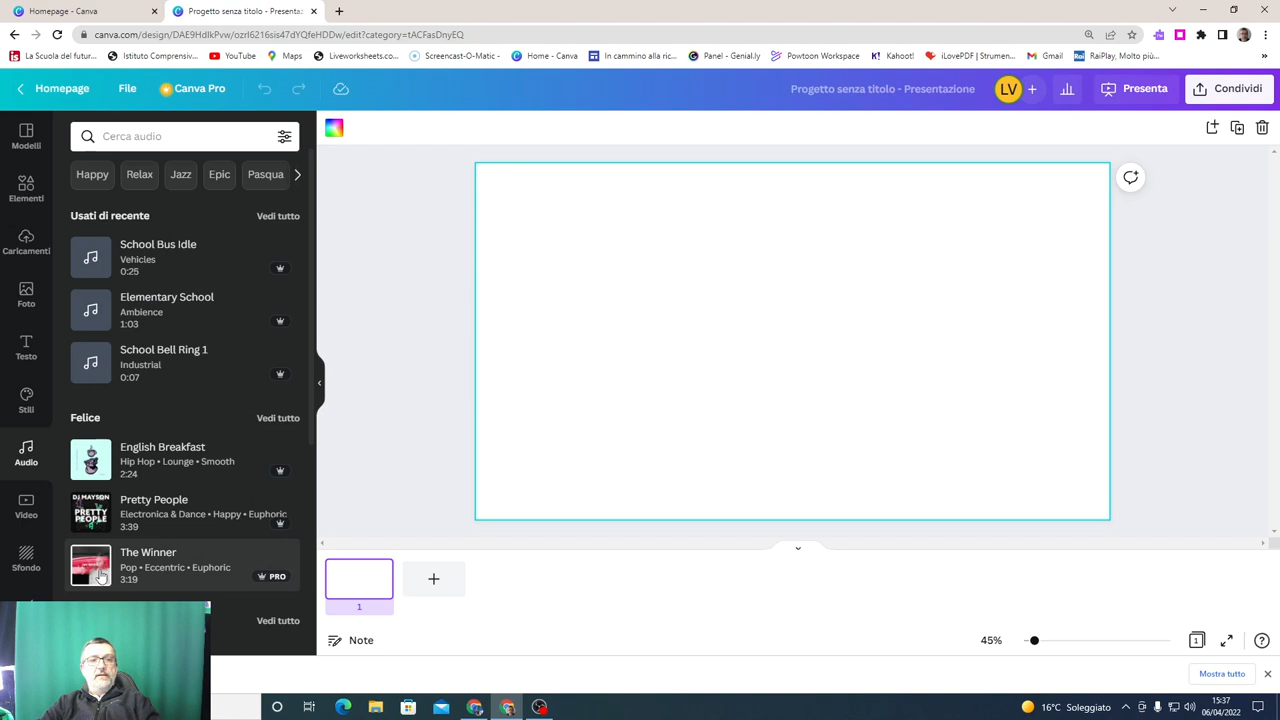 Homepage - Canva
Progetto senza titolo - Presenta:
canva.com/design/DAE9HdIkPvw/ozrI6216sis47dYQfeHDDw/edit?category=tACFasDnyEQ
La Scuola del futur...
Istituto Comprensiv...
YouTube
Maps
Liveworksheets.co...
Screencast-O-Matic -
Home - Canva
In cammino alla ric...
Panel - Genial.ly
Powtoon Workspace
Kahoot!
iLovePDF | Strumen...
Gmail
RaiPlay, Molto più...
Homepage
File
Canva Pro
Progetto senza titolo - Presentazione
LV
Presenta
Condividi
Modelli
Elementi
Caricamenti
Foto
Testo
Stili
Audio
Video
Sfondo
Cerca audio
Happy
Relax
Jazz
Epic
Pasqua
Usati di recente
Vedi tutto
School Bus Idle
Vehicles
0:25
Elementary School
Ambience
1:03
School Bell Ring 1
Industrial
0:07
Felice
Vedi tutto
English Breakfast
Hip Hop • Lounge • Smooth
2:24
DJ MAYSON
PRETTY
PEOPLE
Pretty People
Electronica & Dance • Happy • Euphoric
3:39
The Winner
Pop • Eccentric • Euphoric
3:19
PRO
Vedi tutto
1
Note
45%
1
Mostra tutto
16°C Soleggiato
15:37
06/04/2022